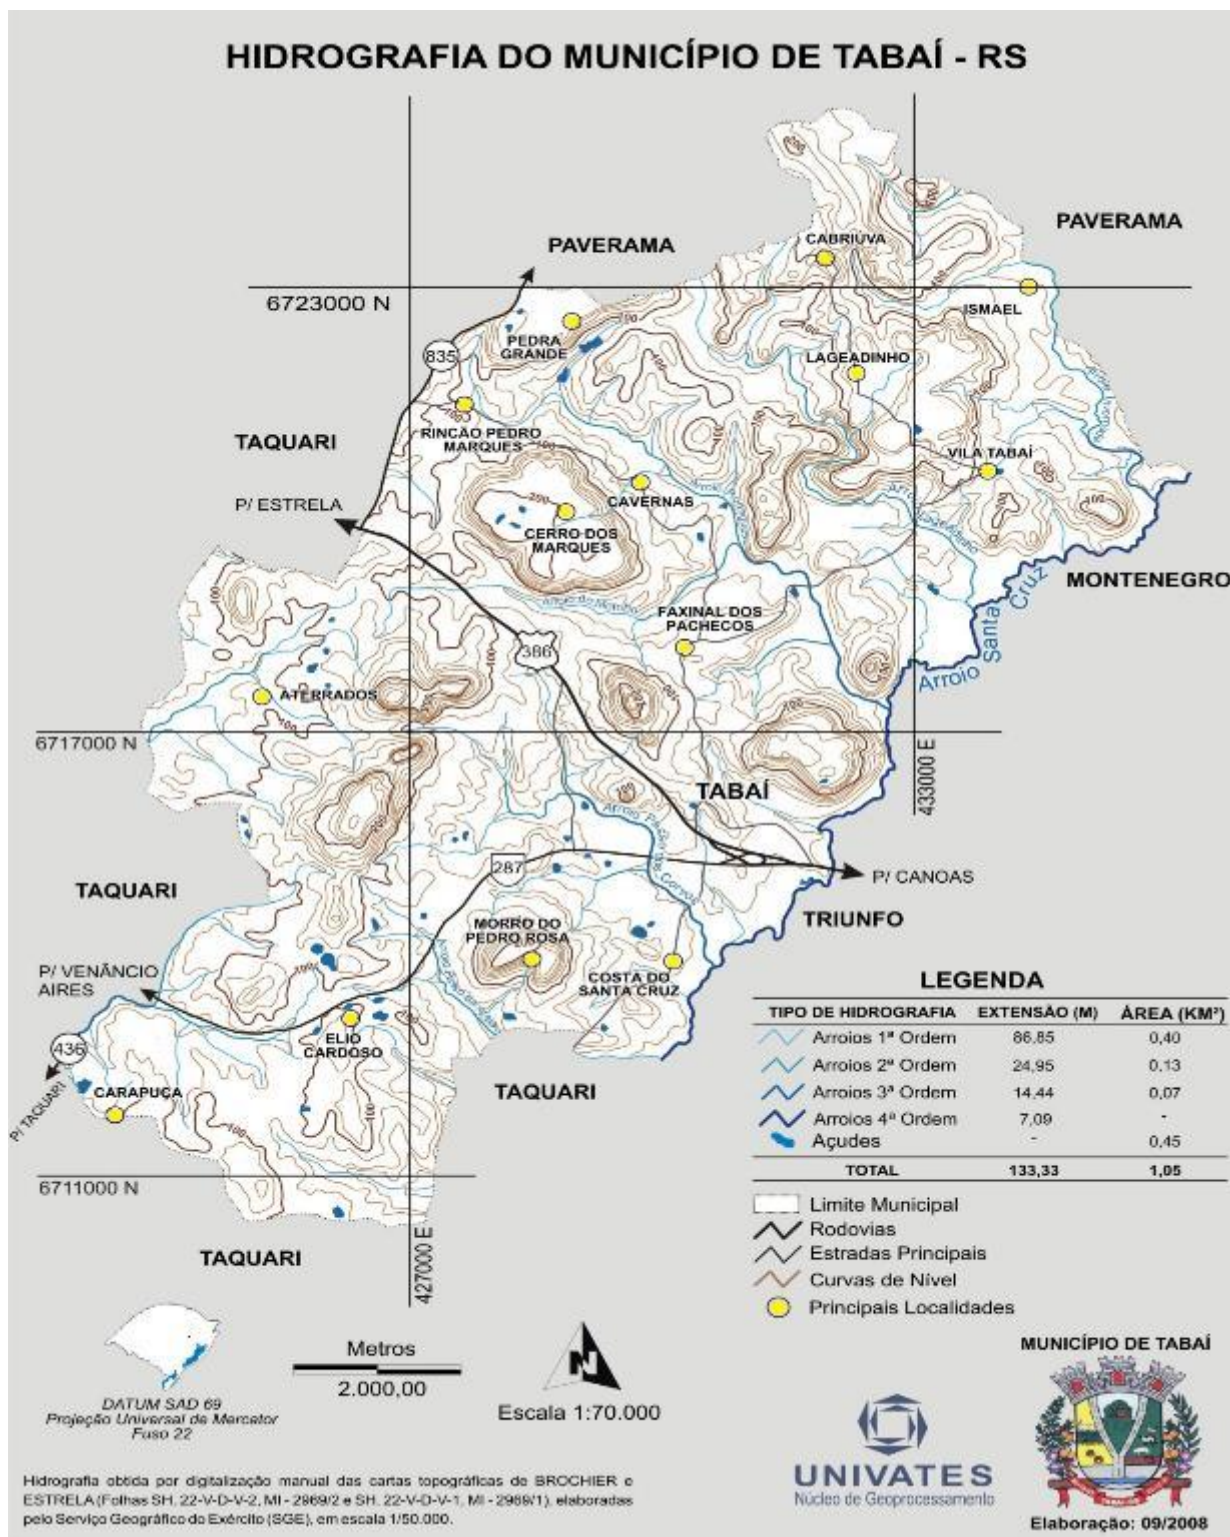 HIDROGRAFIA DO MUNICÍPIO DE TABAÍ - RS
PAVERAMA
PAVERAMA
CABRIÚVA
6723000 N
ISMAEL
PEDRA
GRANDE
835
LAGEADINHO
100
TAQUARI
RINCÃO PEDRO
MARQUES
VILA TABAÍ
P/ ESTRELA
CAVERNAS
200
CERRO DOS
MARQUES
MONTENEGRO
Arroio Santa Cruz
FAXINAL DOS
PACHECOS
386
ATERRADOS
6717000 N
433000 E
TABAÍ
287
P/ CANOAS
TAQUARI
TRIUNFO
MORRO DO
PEDRO ROSA
COSTA DO
SANTA CRUZ
P/ VENÂNCIO
AIRES
436
ELIO
CARDOSO
P/ TAQUARI
CARAPUÇA
TAQUARI
6711000 N
427000 E
TAQUARI
LEGENDA
TIPO DE HIDROGRAFIA EXTENSÃO (M) ÁREA (KM²)
Arroios 1ª Ordem 86,85 0,40
Arroios 2ª Ordem 24,95 0,13
Arroios 3ª Ordem 14,44 0,07
Arroios 4ª Ordem 7,09 -
Açudes - 0,45
TOTAL 133,33 1,05
Limite Municipal
Rodovias
Estradas Principais
Curvas de Nível
Principais Localidades
DATUM SAD 69
Projeção Universal de Mercator
Fuso 22
Metros
2.000,00
N
Escala 1:70.000
UNIVATES
Núcleo de Geoprocessamento
MUNICÍPIO DE TABAÍ
Elaboração: 09/2008
Hidrografia obtida por digitalização manual das cartas topográficas de BROCHIER e
ESTRELA (Folhas SH. 22-V-D-V-2, MI - 2969/2 e SH. 22-V-D-V-1, MI - 2969/1), elaboradas
pelo Serviço Geográfico do Exército (SGE), em escala 1/50.000.